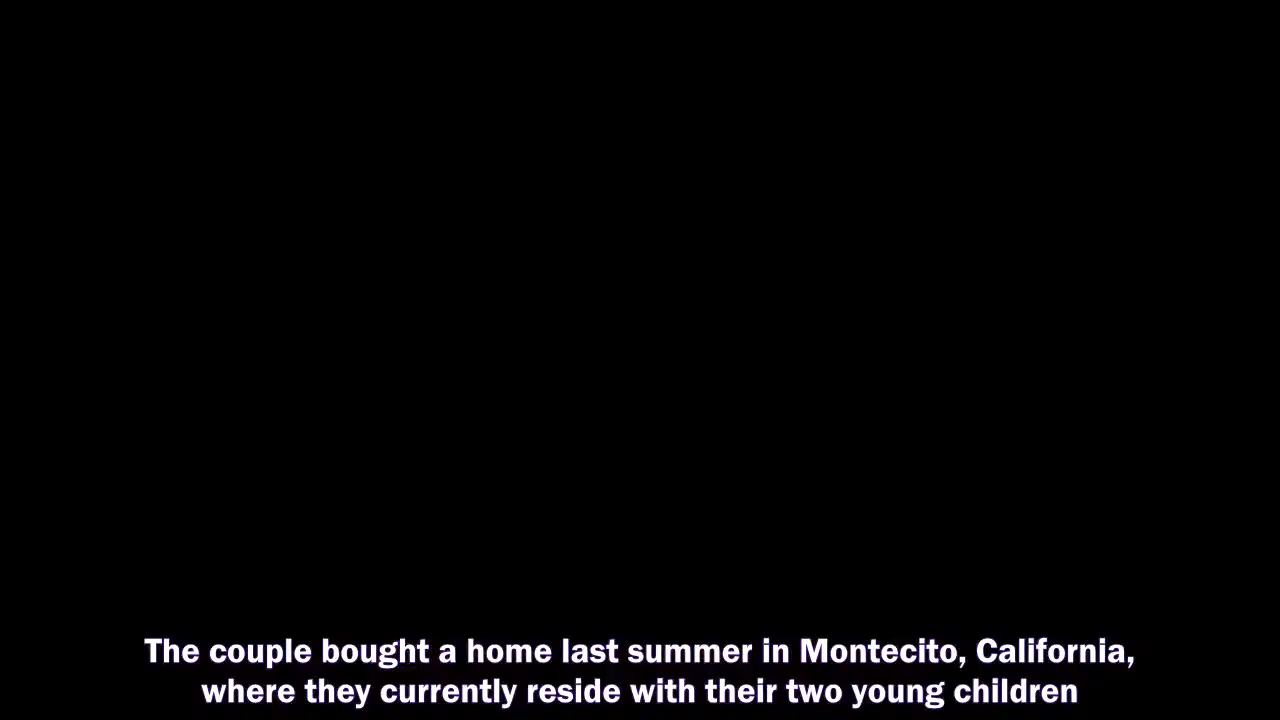 The couple bought a home last summer in Montecito, California,
where they currently reside with their two young children